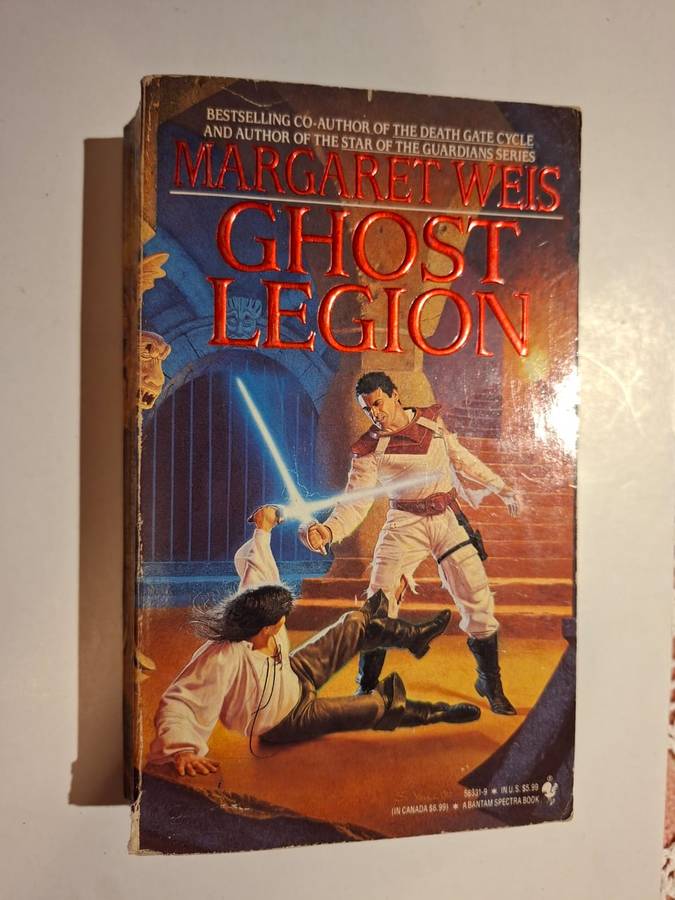 BESTSELLING CO-AUTHOR OF THE DEATH GATE CYCLE
AND AUTHOR OF THE STAR OF THE GUARDIANS SERIES
MARGARET WEIS
GHOST
LEGION
56331-9 * IN U.S. $5.99
(IN CANADA $6.99) * A BANTAM SPECTRA BOOK